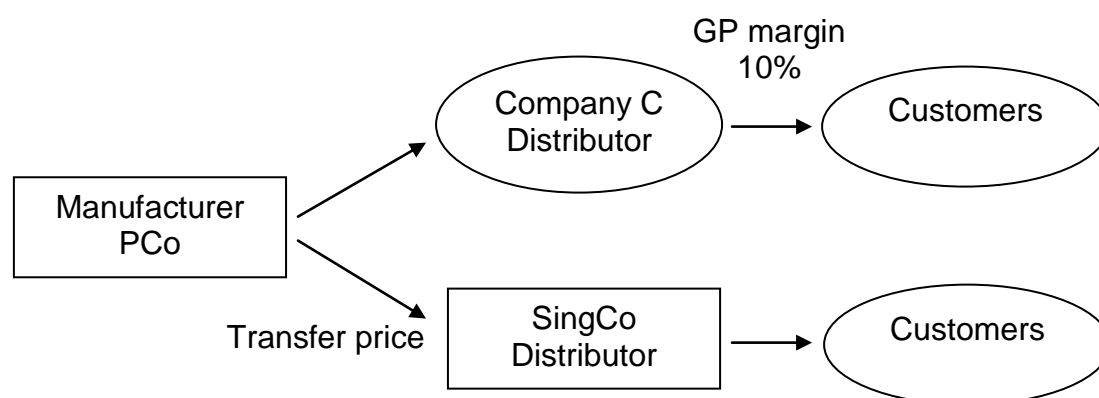 GP margin
10%
Company C
Distributor
Customers
Manufacturer
PCo
Transfer price
SingCo
Distributor
Customers